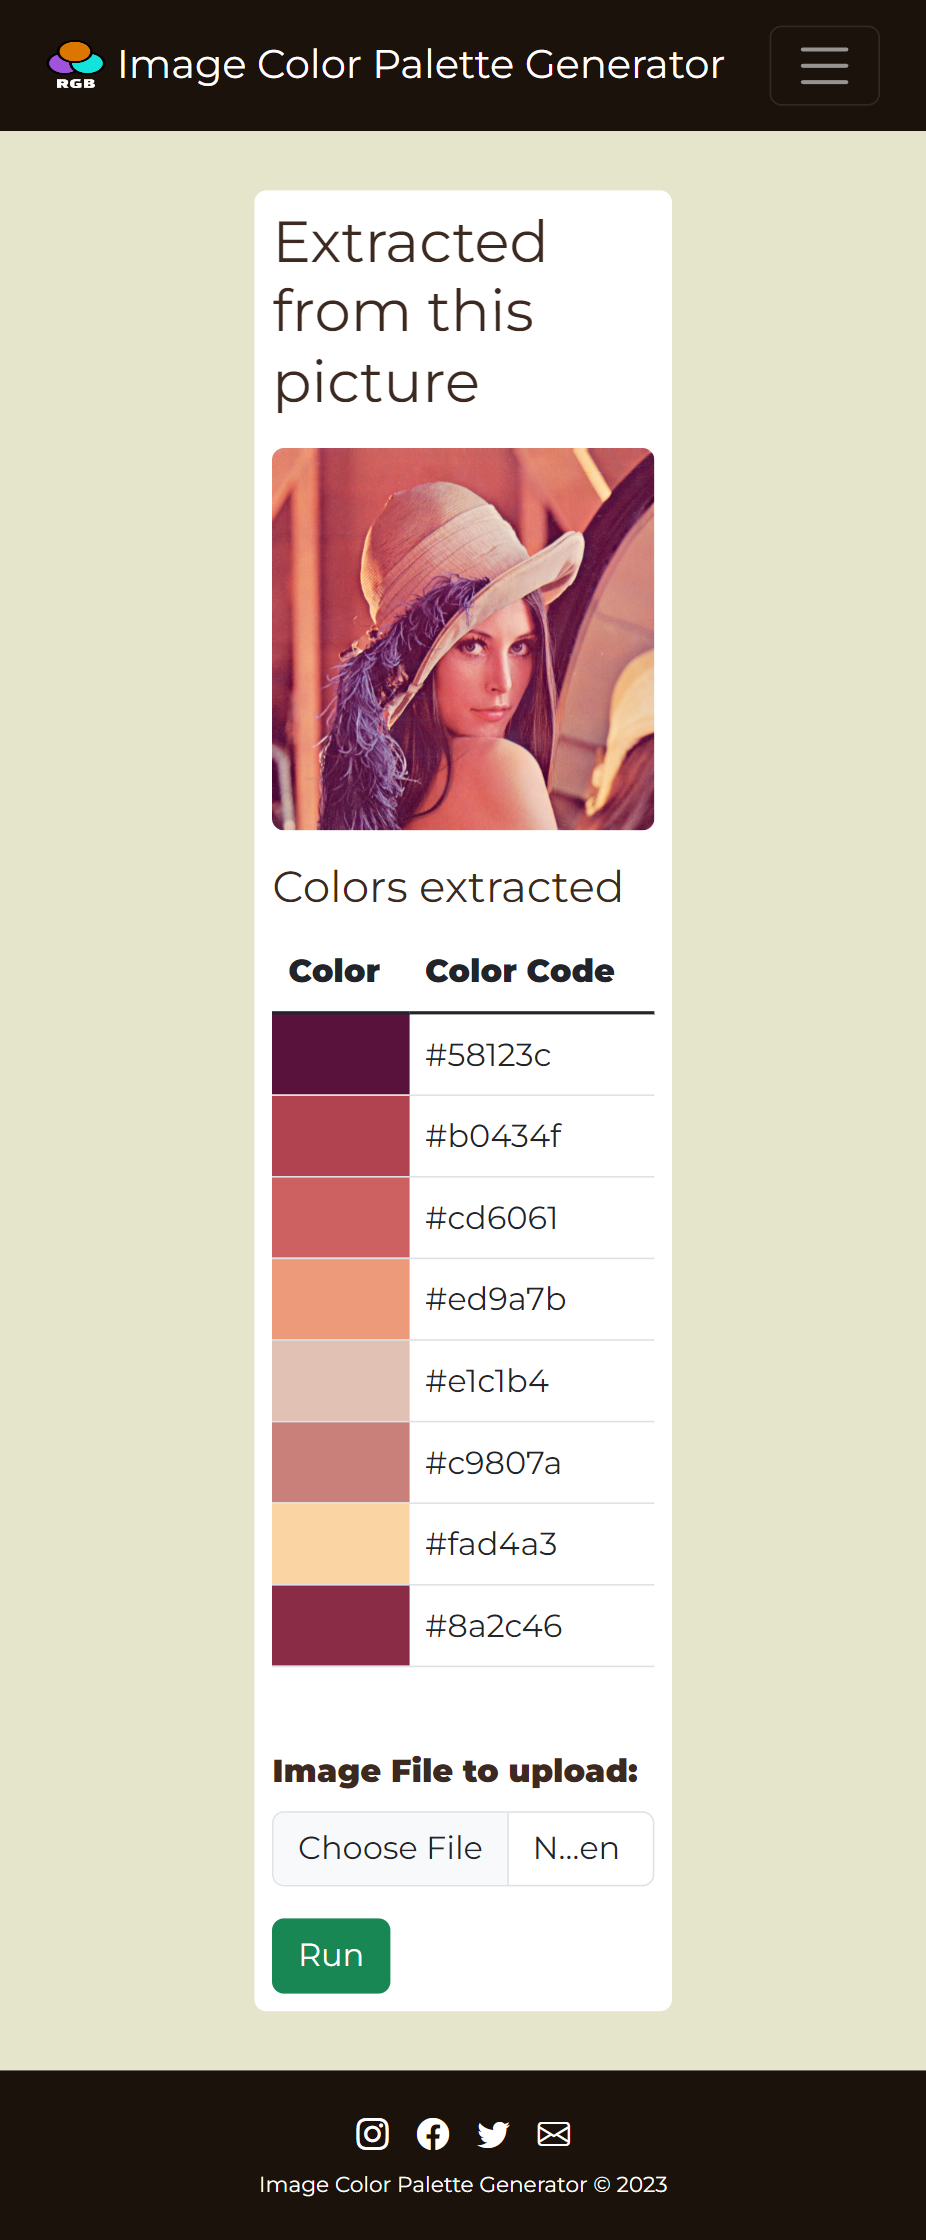 RGB
Image Color Palette Generator
Extracted
from this
picture
Colors extracted
Color Color Code
#58123c
#b0434f
#cd6061
#ed9a7b
#e1c1b4
#c9807a
#fad4a3
#8a2c46
Image File to upload:
Choose File N...en
Run
Image Color Palette Generator © 2023